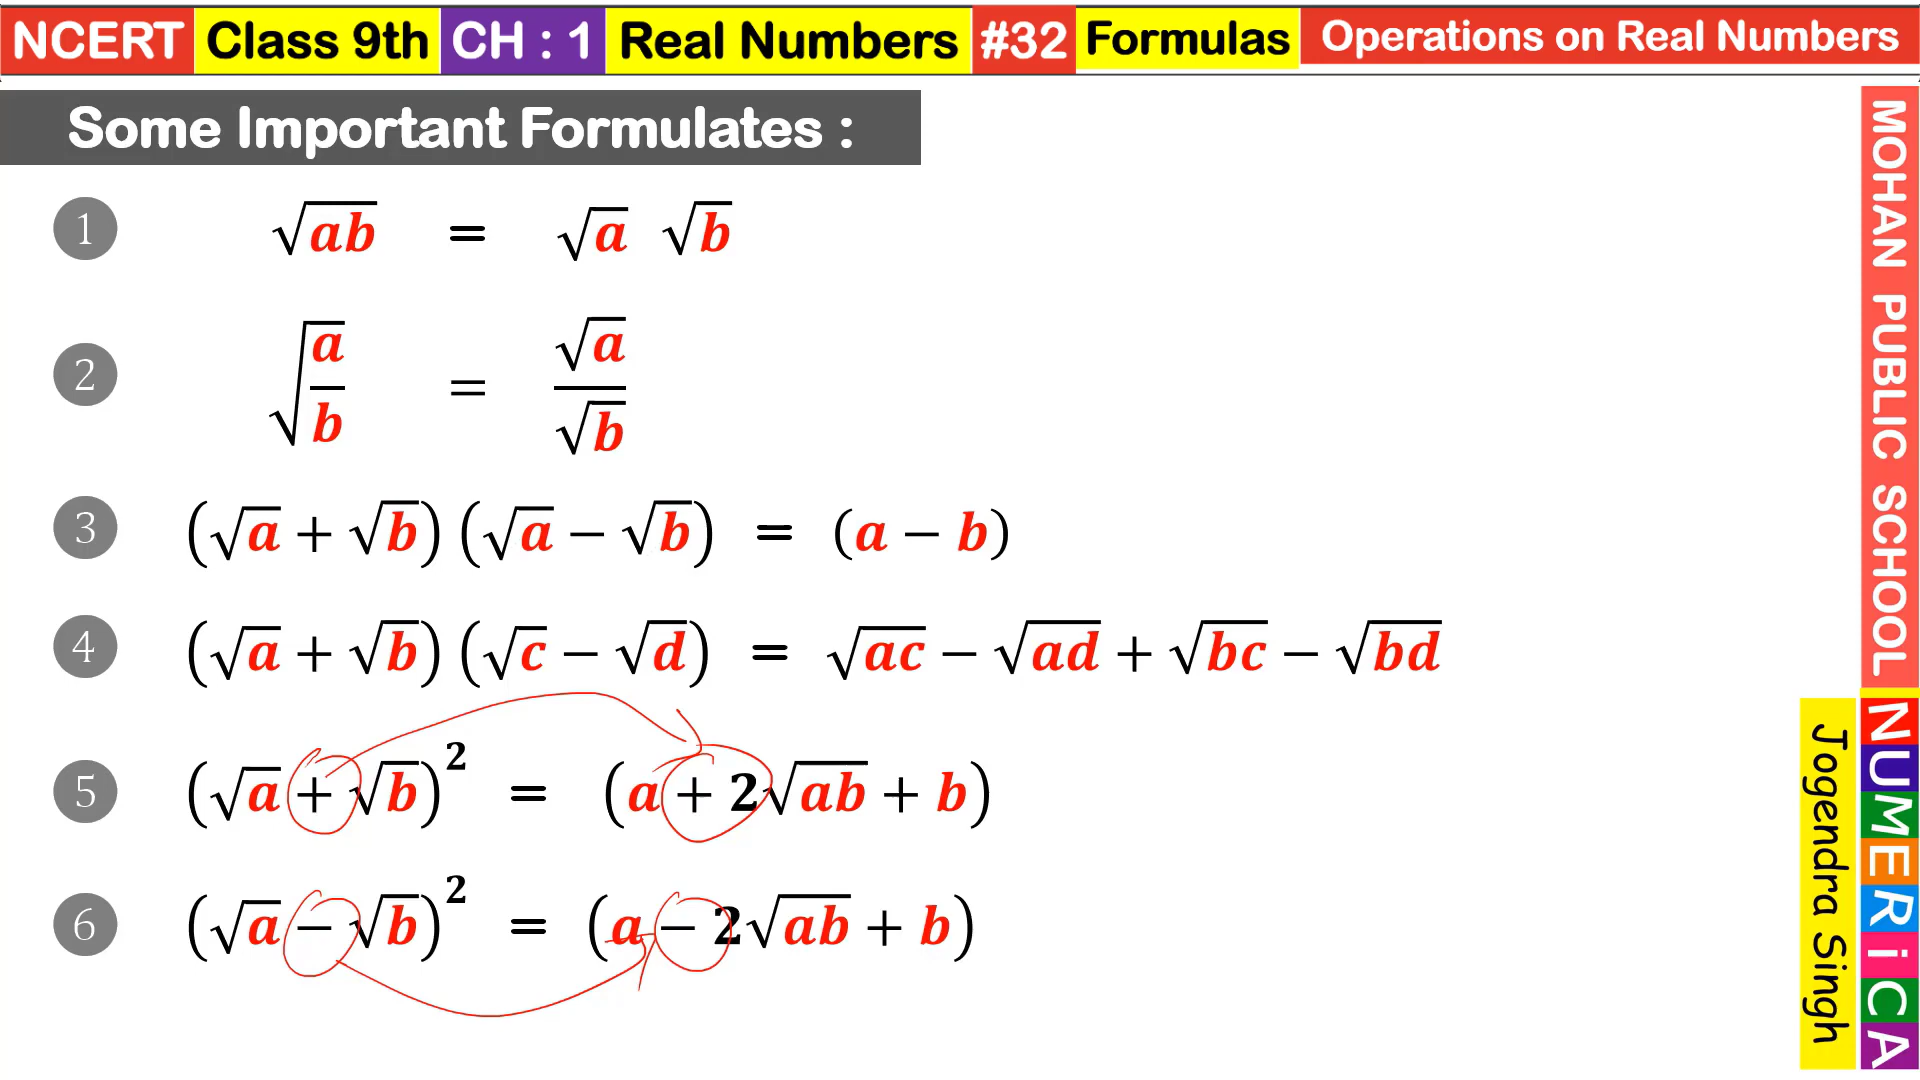 NCERT Class 9th CH : 1 Real Numbers #32 Formulas Operations on Real Numbers
Some Important Formulates :
1 √ab = √a √b
2 √(a/b) = √a/√b
3 (√a + √b) (√a − √b) = (a − b)
4 (√a + √b) (√c − √d) = √ac − √ad + √bc − √bd
5 (√a + √b)² = (a + 2√ab + b)
6 (√a − √b)² = (a − 2√ab + b)
MOHAN PUBLIC SCHOOL
Jogendra Singh
NUMERiCA